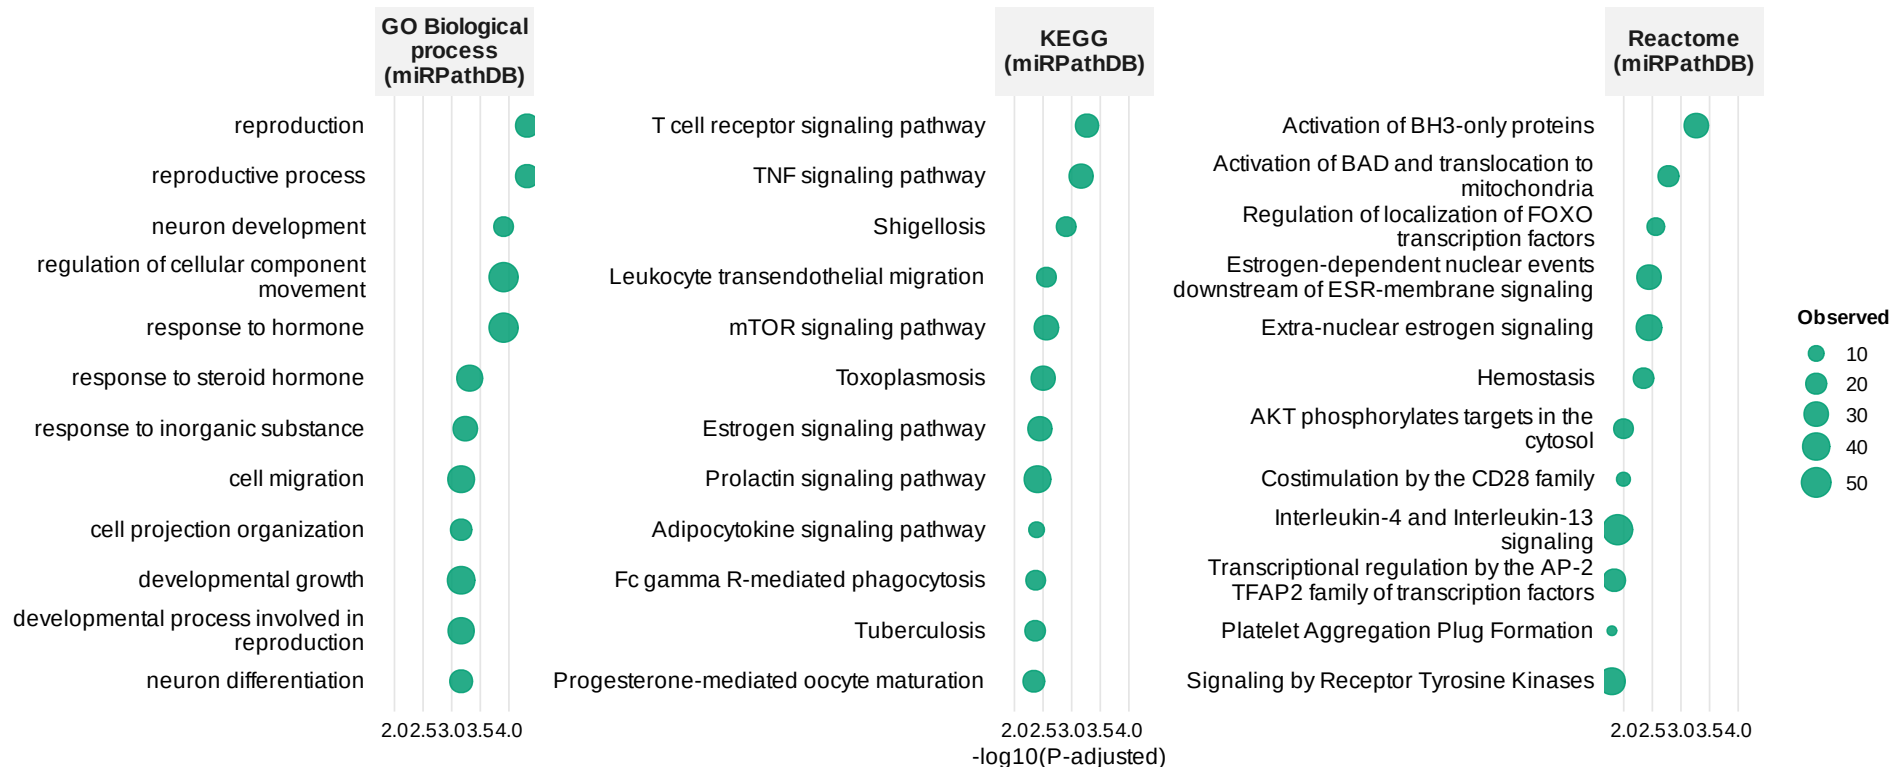 GO Biological
process
(miRPathDB)
reproduction
reproductive process
neuron development
regulation of cellular component
movement
response to hormone
response to steroid hormone
response to inorganic substance
cell migration
cell projection organization
developmental growth
developmental process involved in
reproduction
neuron differentiation
2.02.53.03.54.0
KEGG
(miRPathDB)
T cell receptor signaling pathway
TNF signaling pathway
Shigellosis
Leukocyte transendothelial migration
mTOR signaling pathway
Toxoplasmosis
Estrogen signaling pathway
Prolactin signaling pathway
Adipocytokine signaling pathway
Fc gamma R-mediated phagocytosis
Tuberculosis
Progesterone-mediated oocyte maturation
2.02.53.03.54.0
-log10(P-adjusted)
Reactome
(miRPathDB)
Activation of BH3-only proteins
Activation of BAD and translocation to
mitochondria
Regulation of localization of FOXO
transcription factors
Estrogen-dependent nuclear events
downstream of ESR-membrane signaling
Extra-nuclear estrogen signaling
Hemostasis
AKT phosphorylates targets in the
cytosol
Costimulation by the CD28 family
Interleukin-4 and Interleukin-13
signaling
Transcriptional regulation by the AP-2
TFAP2 family of transcription factors
Platelet Aggregation Plug Formation
Signaling by Receptor Tyrosine Kinases
2.02.53.03.54.0
Observed
10
20
30
40
50